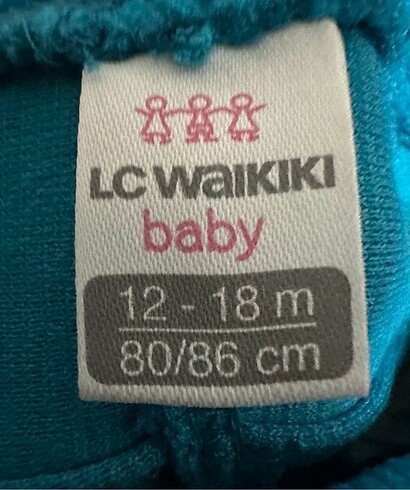 LC WAIKIKI
baby
12 - 18 m
80/86 cm